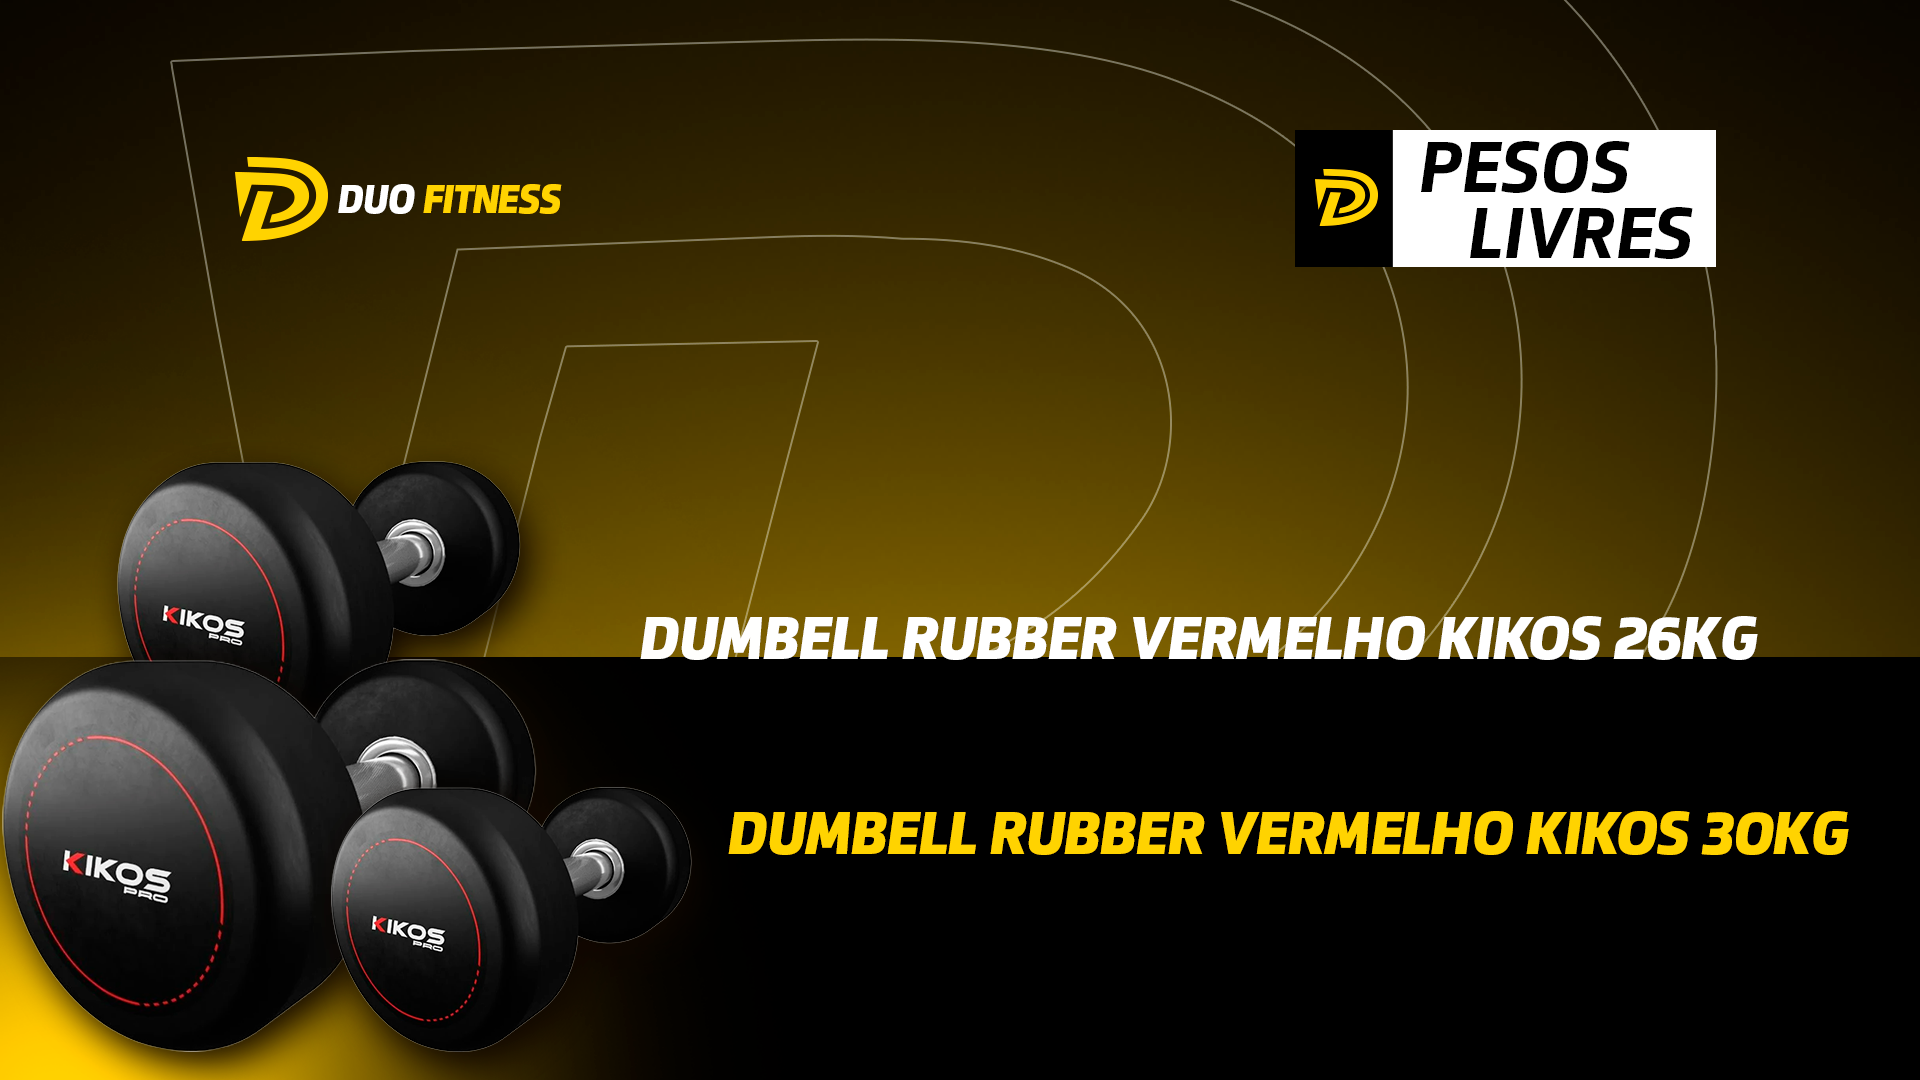 DUO FITNESS
PESOS
LIVRES
KIKOS
PRO
DUMBELL RUBBER VERMELHO KIKOS 26KG
DUMBELL RUBBER VERMELHO KIKOS 30KG
KIKOS
PRO
KIKOS
PRO